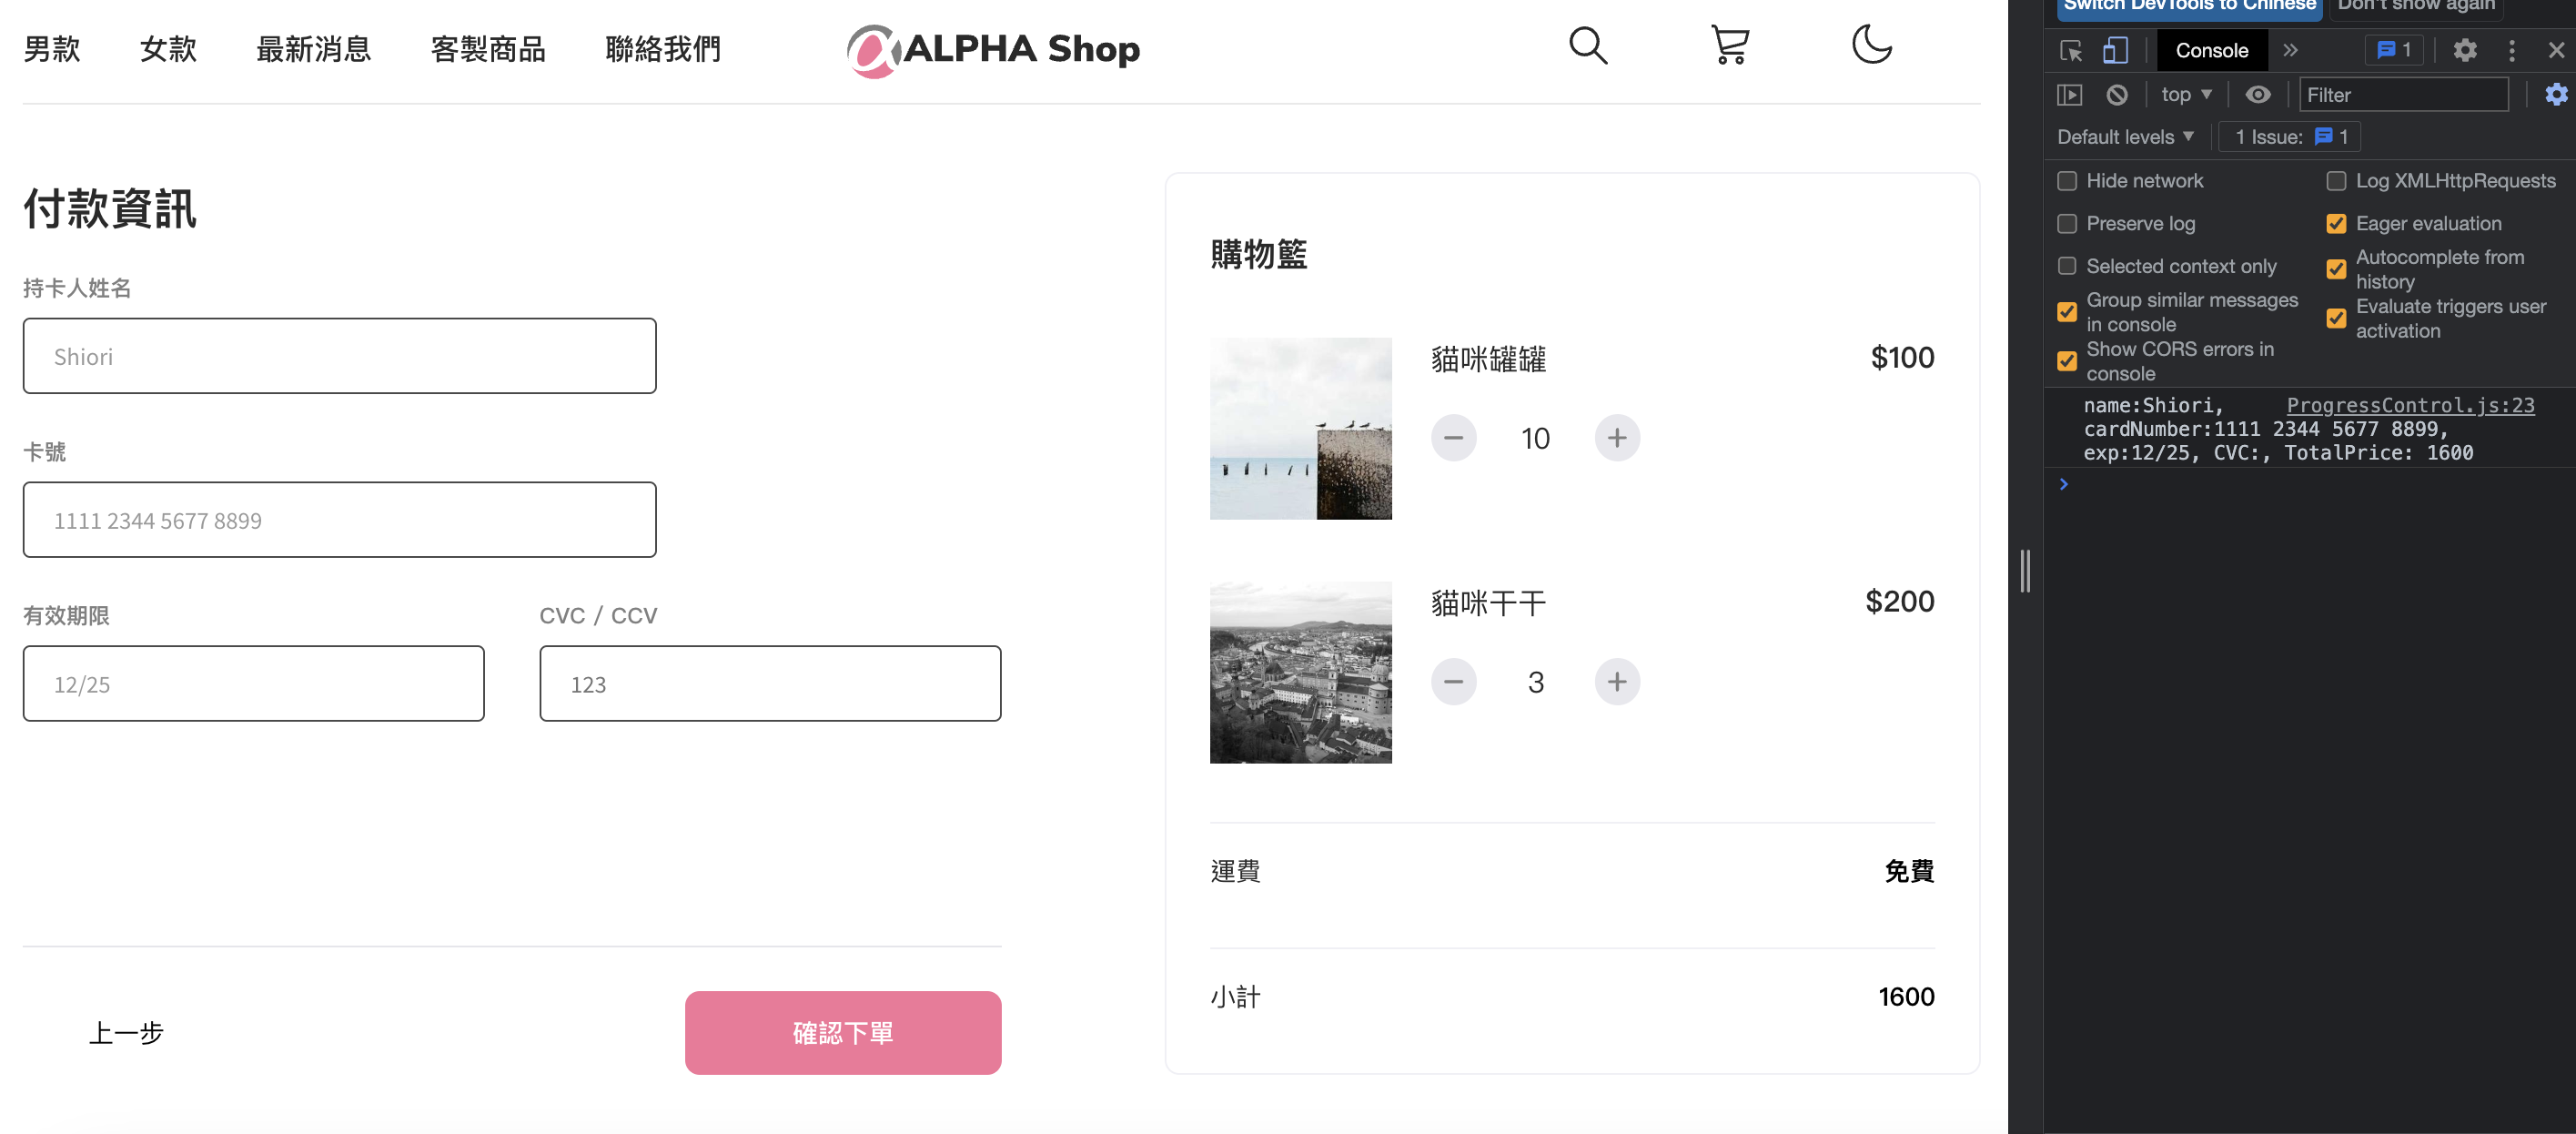 男款 女款 最新消息 客製商品 聯絡我們 ALPHA Shop
付款資訊
持卡人姓名
Shiori
卡號
1111 2344 5677 8899
有效期限 CVC / CCV
12/25 123
上一步 確認下單
購物籃
貓咪罐罐 $100
10
貓咪干干 $200
3
運費 免費
小計 1600
Switch DevTools to Chinese Don't show again
Console 1
top Filter
Default levels 1 Issue: 1
Hide network Log XMLHttpRequests
Preserve log Eager evaluation
Selected context only Autocomplete from
history
Group similar messages
in console Evaluate triggers user
activation
Show CORS errors in
console
name:Shiori, ProgressControl.js:23
cardNumber:1111 2344 5677 8899,
exp:12/25, CVC:, TotalPrice: 1600